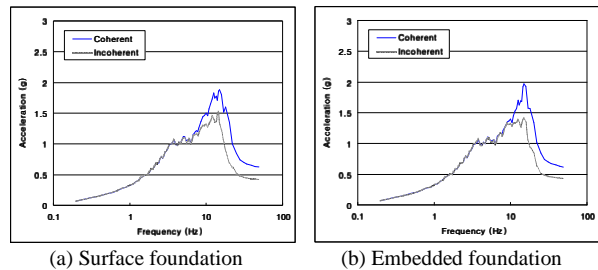 3
2.5
2
1.5
1
0.5
0
Acceleration (g)
Coherent
Incoherent
0.1 1 10 100
Frequency (Hz)
(a) Surface foundation
3
2.5
2
1.5
1
0.5
0
Acceleration (g)
Coherent
Incoherent
0.1 1 10 100
Frequency (Hz)
(b) Embedded foundation